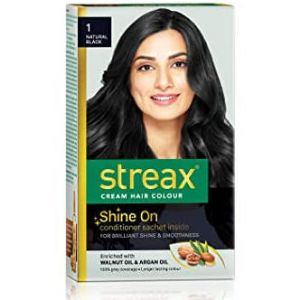 1
NATURAL
BLACK
streax®
CREAM HAIR COLOUR
Shine On
conditioner sachet inside
FOR BRILLIANT SHINE & SMOOTHNESS
Enriched with
WALNUT OIL & ARGAN OIL
100% grey coverage • Longer lasting colour